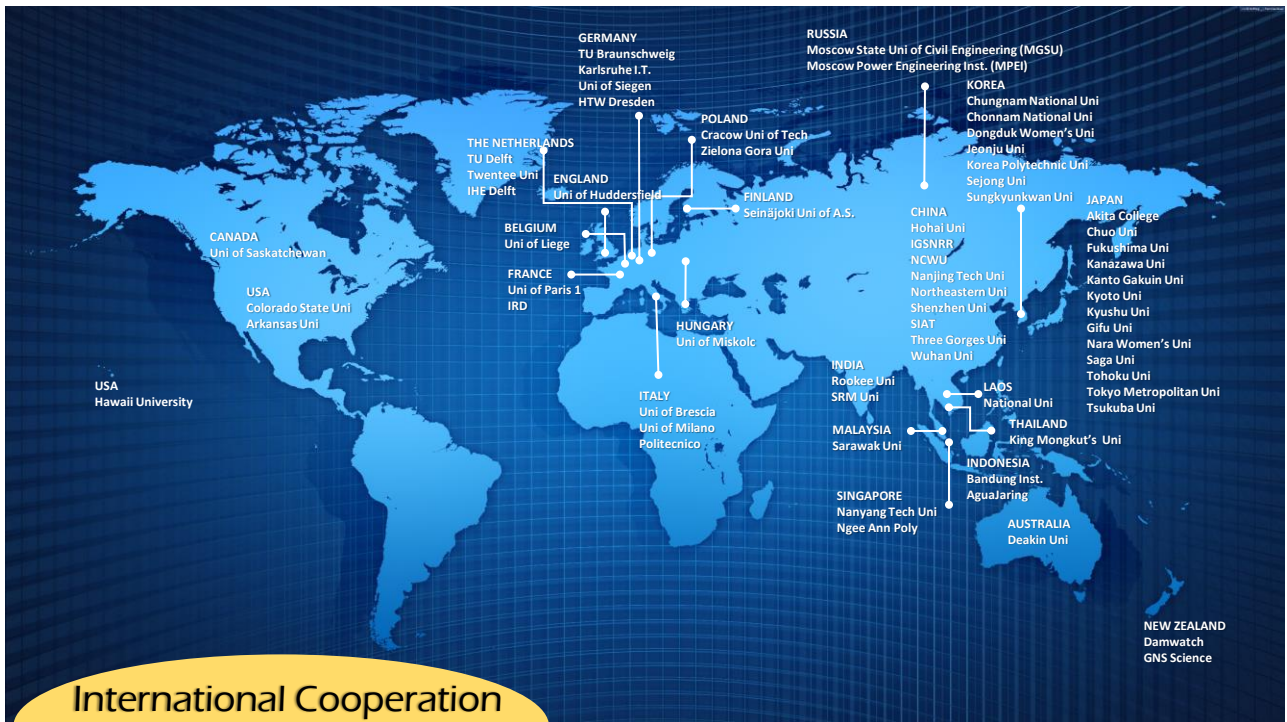 GERMANY
TU Braunschweig
Karlsruhe I.T.
Uni of Siegen
HTW Dresden
RUSSIA
Moscow State Uni of Civil Engineering (MGSU)
Moscow Power Engineering Inst. (MPEI)
KOREA
Chungnam National Uni
Chonnam National Uni
Dongduk Women's Uni
Jeonju Uni
Korea Polytechnic Uni
Sejong Uni
Sungkyunkwan Uni
POLAND
Cracow Uni of Tech
Zielona Gora Uni
THE NETHERLANDS
TU Delft
Twentee Uni
IHE Delft
ENGLAND
Uni of Huddersfield
FINLAND
Seinäjoki Uni of A.S.
BELGIUM
Uni of Liege
CANADA
Uni of Saskatchewan
FRANCE
Uni of Paris 1
IRD
USA
Colorado State Uni
Arkansas Uni
CHINA
Hohai Uni
IGSNRR
NCWU
Nanjing Tech Uni
Northeastern Uni
Shenzhen Uni
SIAT
Three Gorges Uni
Wuhan Uni
JAPAN
Akita College
Chuo Uni
Fukushima Uni
Kanazawa Uni
Kanto Gakuin Uni
Kyoto Uni
Kyushu Uni
Gifu Uni
Nara Women's Uni
Saga Uni
Tohoku Uni
Tokyo Metropolitan Uni
Tsukuba Uni
HUNGARY
Uni of Miskolc
USA
Hawaii University
ITALY
Uni of Brescia
Uni of Milano
Politecnico
INDIA
Rookee Uni
SRM Uni
LAOS
National Uni
MALAYSIA
Sarawak Uni
THAILAND
King Mongkut's Uni
INDONESIA
Bandung Inst.
AguaJaring
SINGAPORE
Nanyang Tech Uni
Ngee Ann Poly
AUSTRALIA
Deakin Uni
NEW ZEALAND
Damwatch
GNS Science
International Cooperation